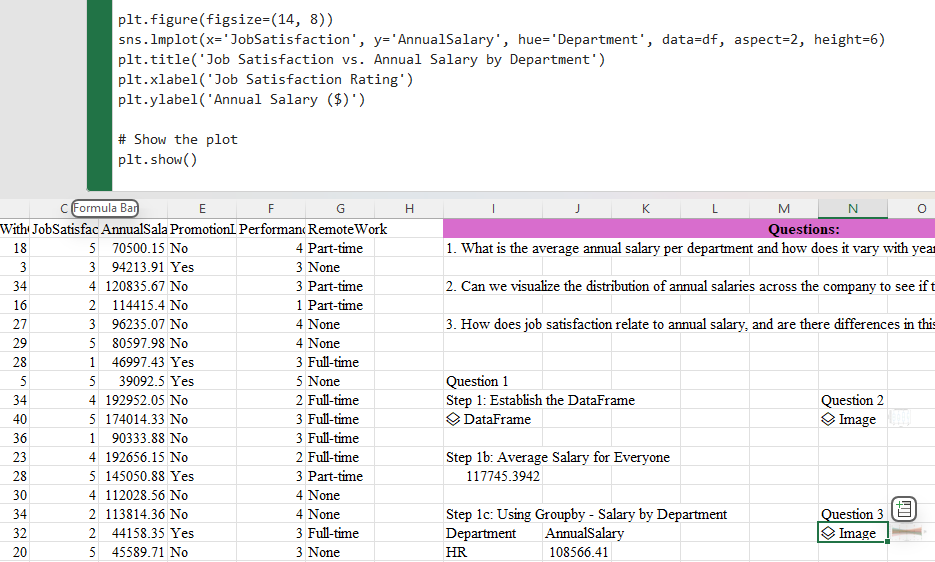 plt.figure(figsize=(14, 8))
sns.lmplot(x='JobSatisfaction', y='AnnualSalary', hue='Department', data=df, aspect=2, height=6)
plt.title('Job Satisfaction vs. Annual Salary by Department')
plt.xlabel('Job Satisfaction Rating')
plt.ylabel('Annual Salary ($)')
# Show the plot
plt.show()
C Formula Bar E F G H I J K L M N O
With JobSatisfac AnnualSala PromotionL Performanc RemoteWork Questions:
18 5 70500.15 No 4 Part-time 1. What is the average annual salary per department and how does it vary with year
3 3 94213.91 Yes 3 None
34 4 120835.67 No 3 Part-time 2. Can we visualize the distribution of annual salaries across the company to see if t
16 2 114415.4 No 1 Part-time
27 3 96235.07 No 4 None 3. How does job satisfaction relate to annual salary, and are there differences in this
29 5 80597.98 No 4 None
28 1 46997.43 Yes 3 Full-time
5 5 39092.5 Yes 5 None Question 1
34 4 192952.05 No 2 Full-time Step 1: Establish the DataFrame Question 2
40 5 174014.33 No 3 Full-time DataFrame Image
36 1 90333.88 No 3 Full-time
23 4 192656.15 No 2 Full-time Step 1b: Average Salary for Everyone
28 5 145050.88 Yes 3 Part-time 117745.3942
30 4 112028.56 No 4 None
34 2 113814.36 No 4 None Step 1c: Using Groupby - Salary by Department Question 3
32 2 44158.35 Yes 3 Full-time Department AnnualSalary Image
20 5 45589.71 No 3 None HR 108566.41